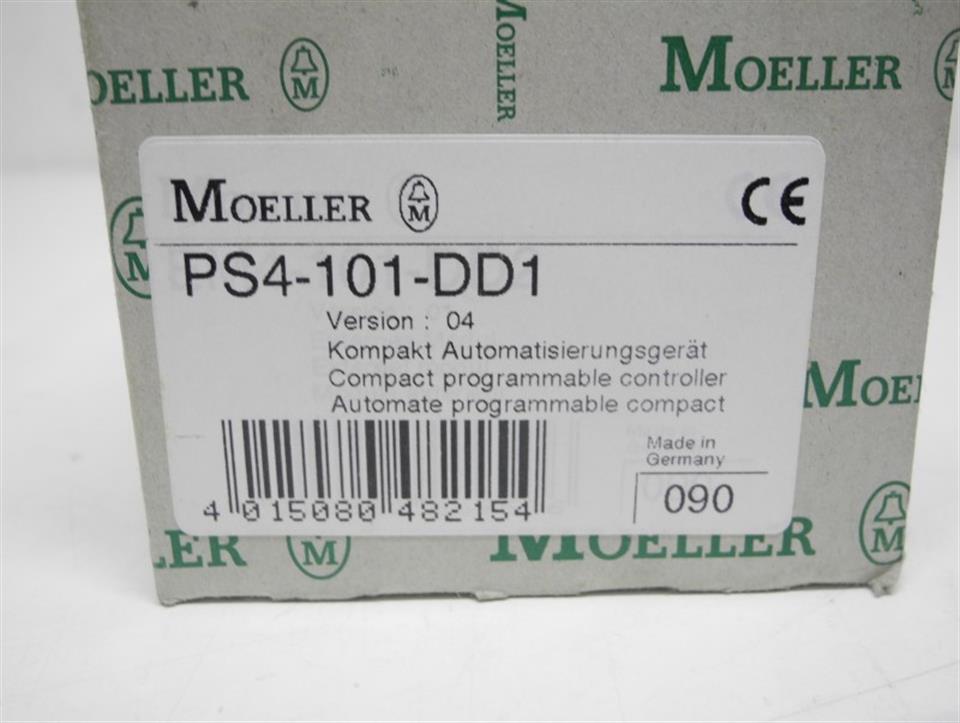 MOELLER
MOELLER
MOELLER
MOELLER M CE
PS4-101-DD1
Version : 04
Kompakt Automatisierungsgerät
Compact programmable controller
Automate programmable compact
Made in
Germany
090
4 015080 482154
MOELLER
MOELLER